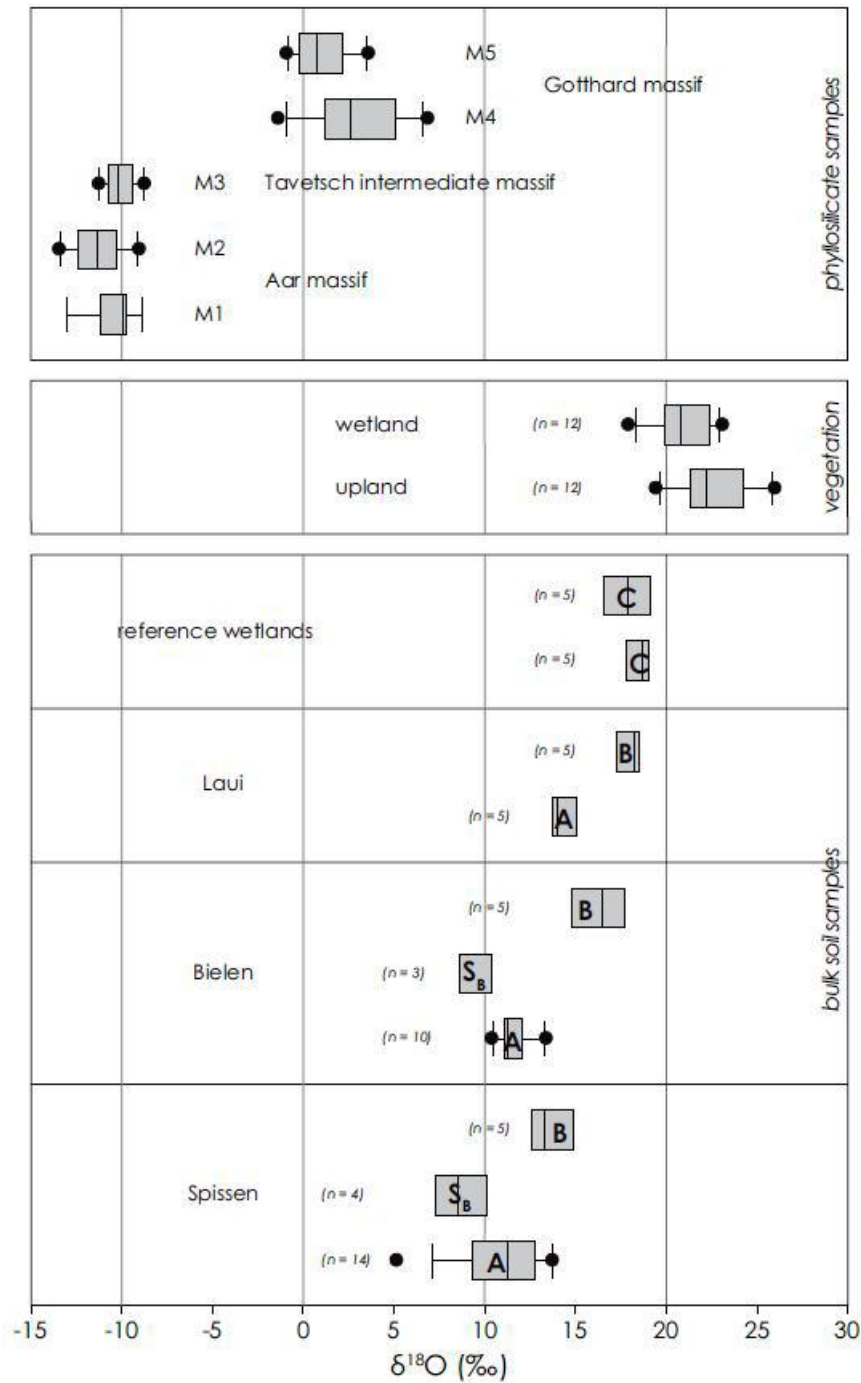 M5
Gotthard massif
M4
M3 Tavetsch intermediate massif
M2
Aar massif
M1
phyllosilicate samples
wetland (n = 12)
upland (n = 12)
vegetation
(n = 5) C
reference wetlands
(n = 5) C
(n = 5) B
Laui
(n = 5) A
(n = 5) B
Bielen (n = 3) S_B
(n = 10) A
(n = 5) B
Spissen (n = 4) S_B
(n = 14) A
bulk soil samples
-15 -10 -5 0 5 10 15 20 25 30
δ¹⁸O (‰)